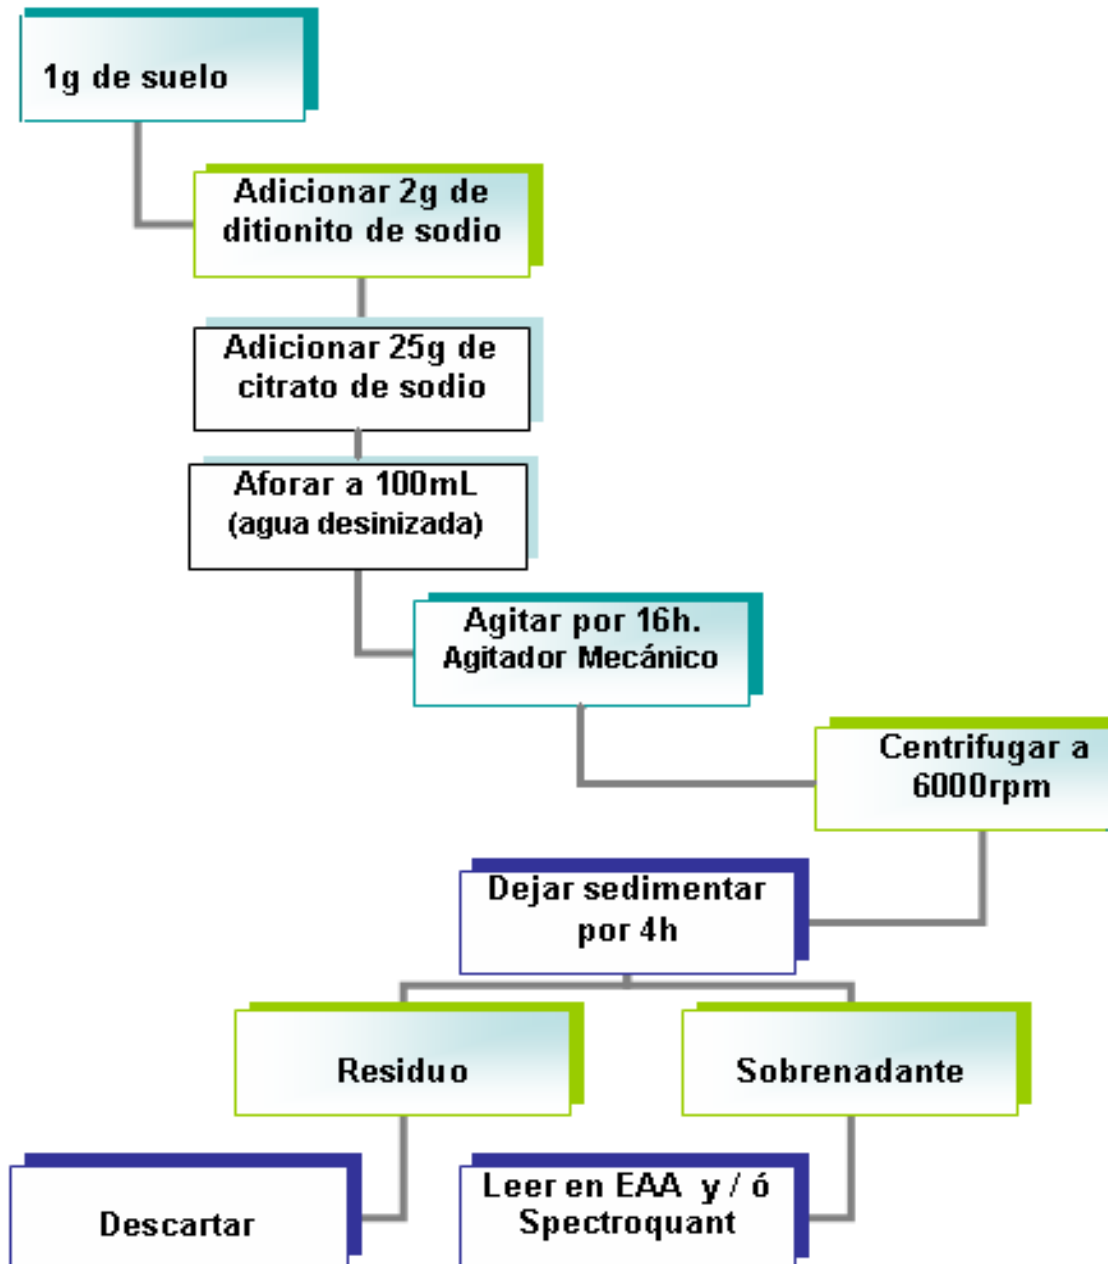 1g de suelo
Adicionar 2g de
ditionito de sodio
Adicionar 25g de
citrato de sodio
Aforar a 100mL
(agua desinizada)
Agitar por 16h.
Agitador Mecánico
Centrifugar a
6000rpm
Dejar sedimentar
por 4h
Residuo
Sobrenadante
Descartar
Leer en EAA y / ó
Spectroquant